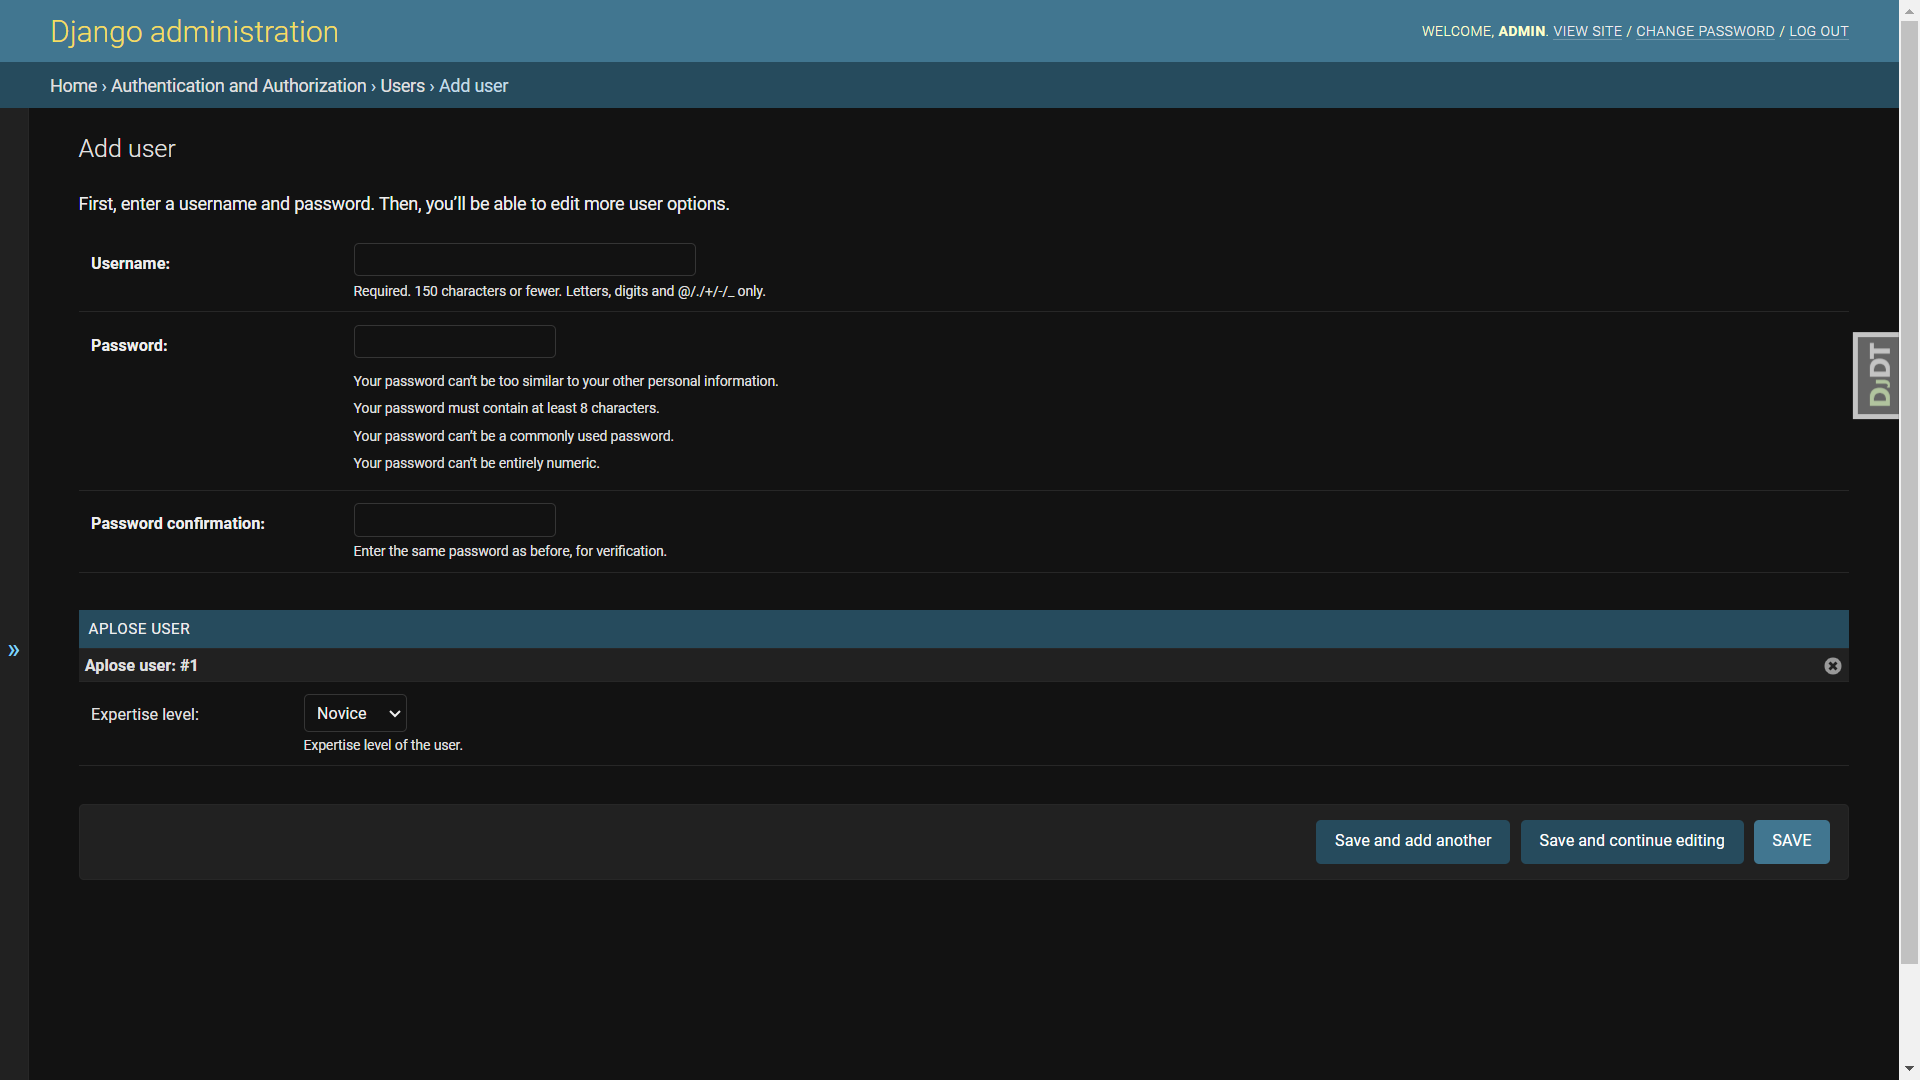 Django administration
WELCOME, ADMIN. VIEW SITE / CHANGE PASSWORD / LOG OUT
Home › Authentication and Authorization › Users › Add user
Add user
First, enter a username and password. Then, you’ll be able to edit more user options.
Username:
Required. 150 characters or fewer. Letters, digits and @/./+/-/_ only.
Password:
Your password can’t be too similar to your other personal information.
Your password must contain at least 8 characters.
Your password can’t be a commonly used password.
Your password can’t be entirely numeric.
DJDT
Password confirmation:
Enter the same password as before, for verification.
APLOSE USER
»
Aplose user: #1
Expertise level:
Novice
Expertise level of the user.
Save and add another
Save and continue editing
SAVE